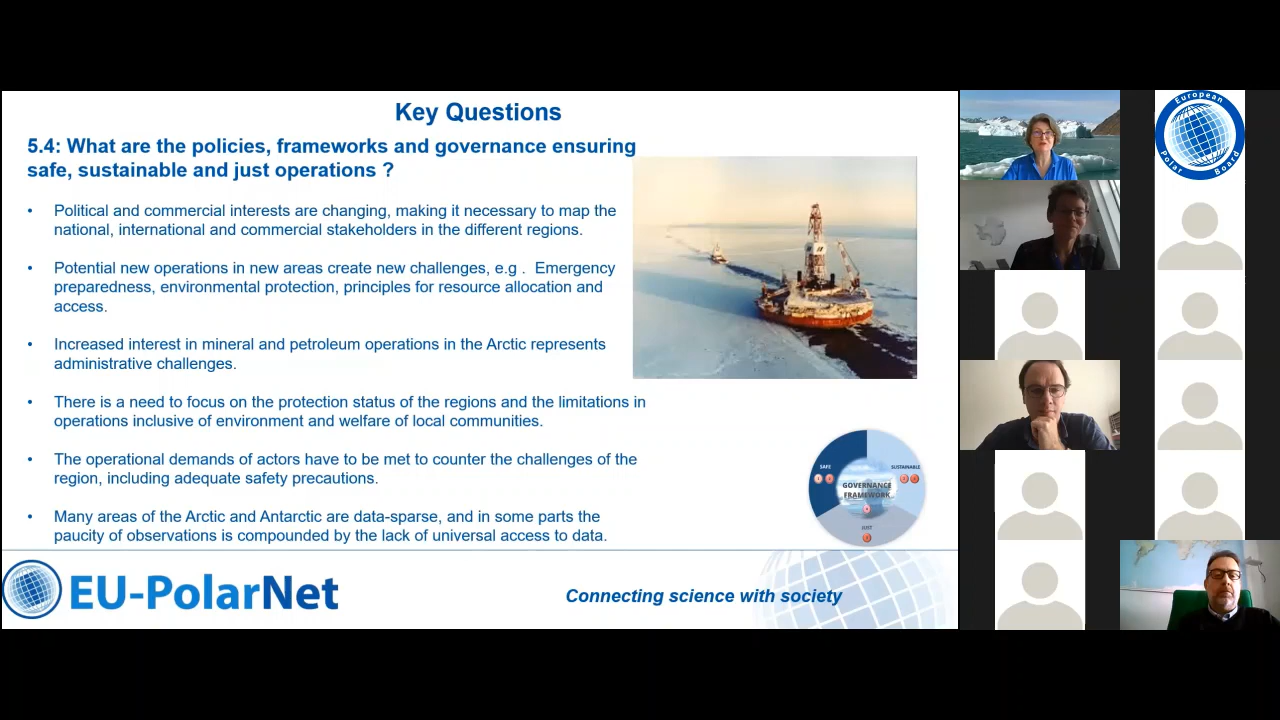 Key Questions
5.4: What are the policies, frameworks and governance ensuring
safe, sustainable and just operations ?
• Political and commercial interests are changing, making it necessary to map the
national, international and commercial stakeholders in the different regions.
• Potential new operations in new areas create new challenges, e.g . Emergency
preparedness, environmental protection, principles for resource allocation and
access.
• Increased interest in mineral and petroleum operations in the Arctic represents
administrative challenges.
• There is a need to focus on the protection status of the regions and the limitations in
operations inclusive of environment and welfare of local communities.
• The operational demands of actors have to be met to counter the challenges of the
region, including adequate safety precautions.
• Many areas of the Arctic and Antarctic are data-sparse, and in some parts the
paucity of observations is compounded by the lack of universal access to data.
SAFE
SUSTAINABLE
GOVERNANCE
FRAMEWORK
JUST
EU-PolarNet
Connecting science with society
European
Polar Board